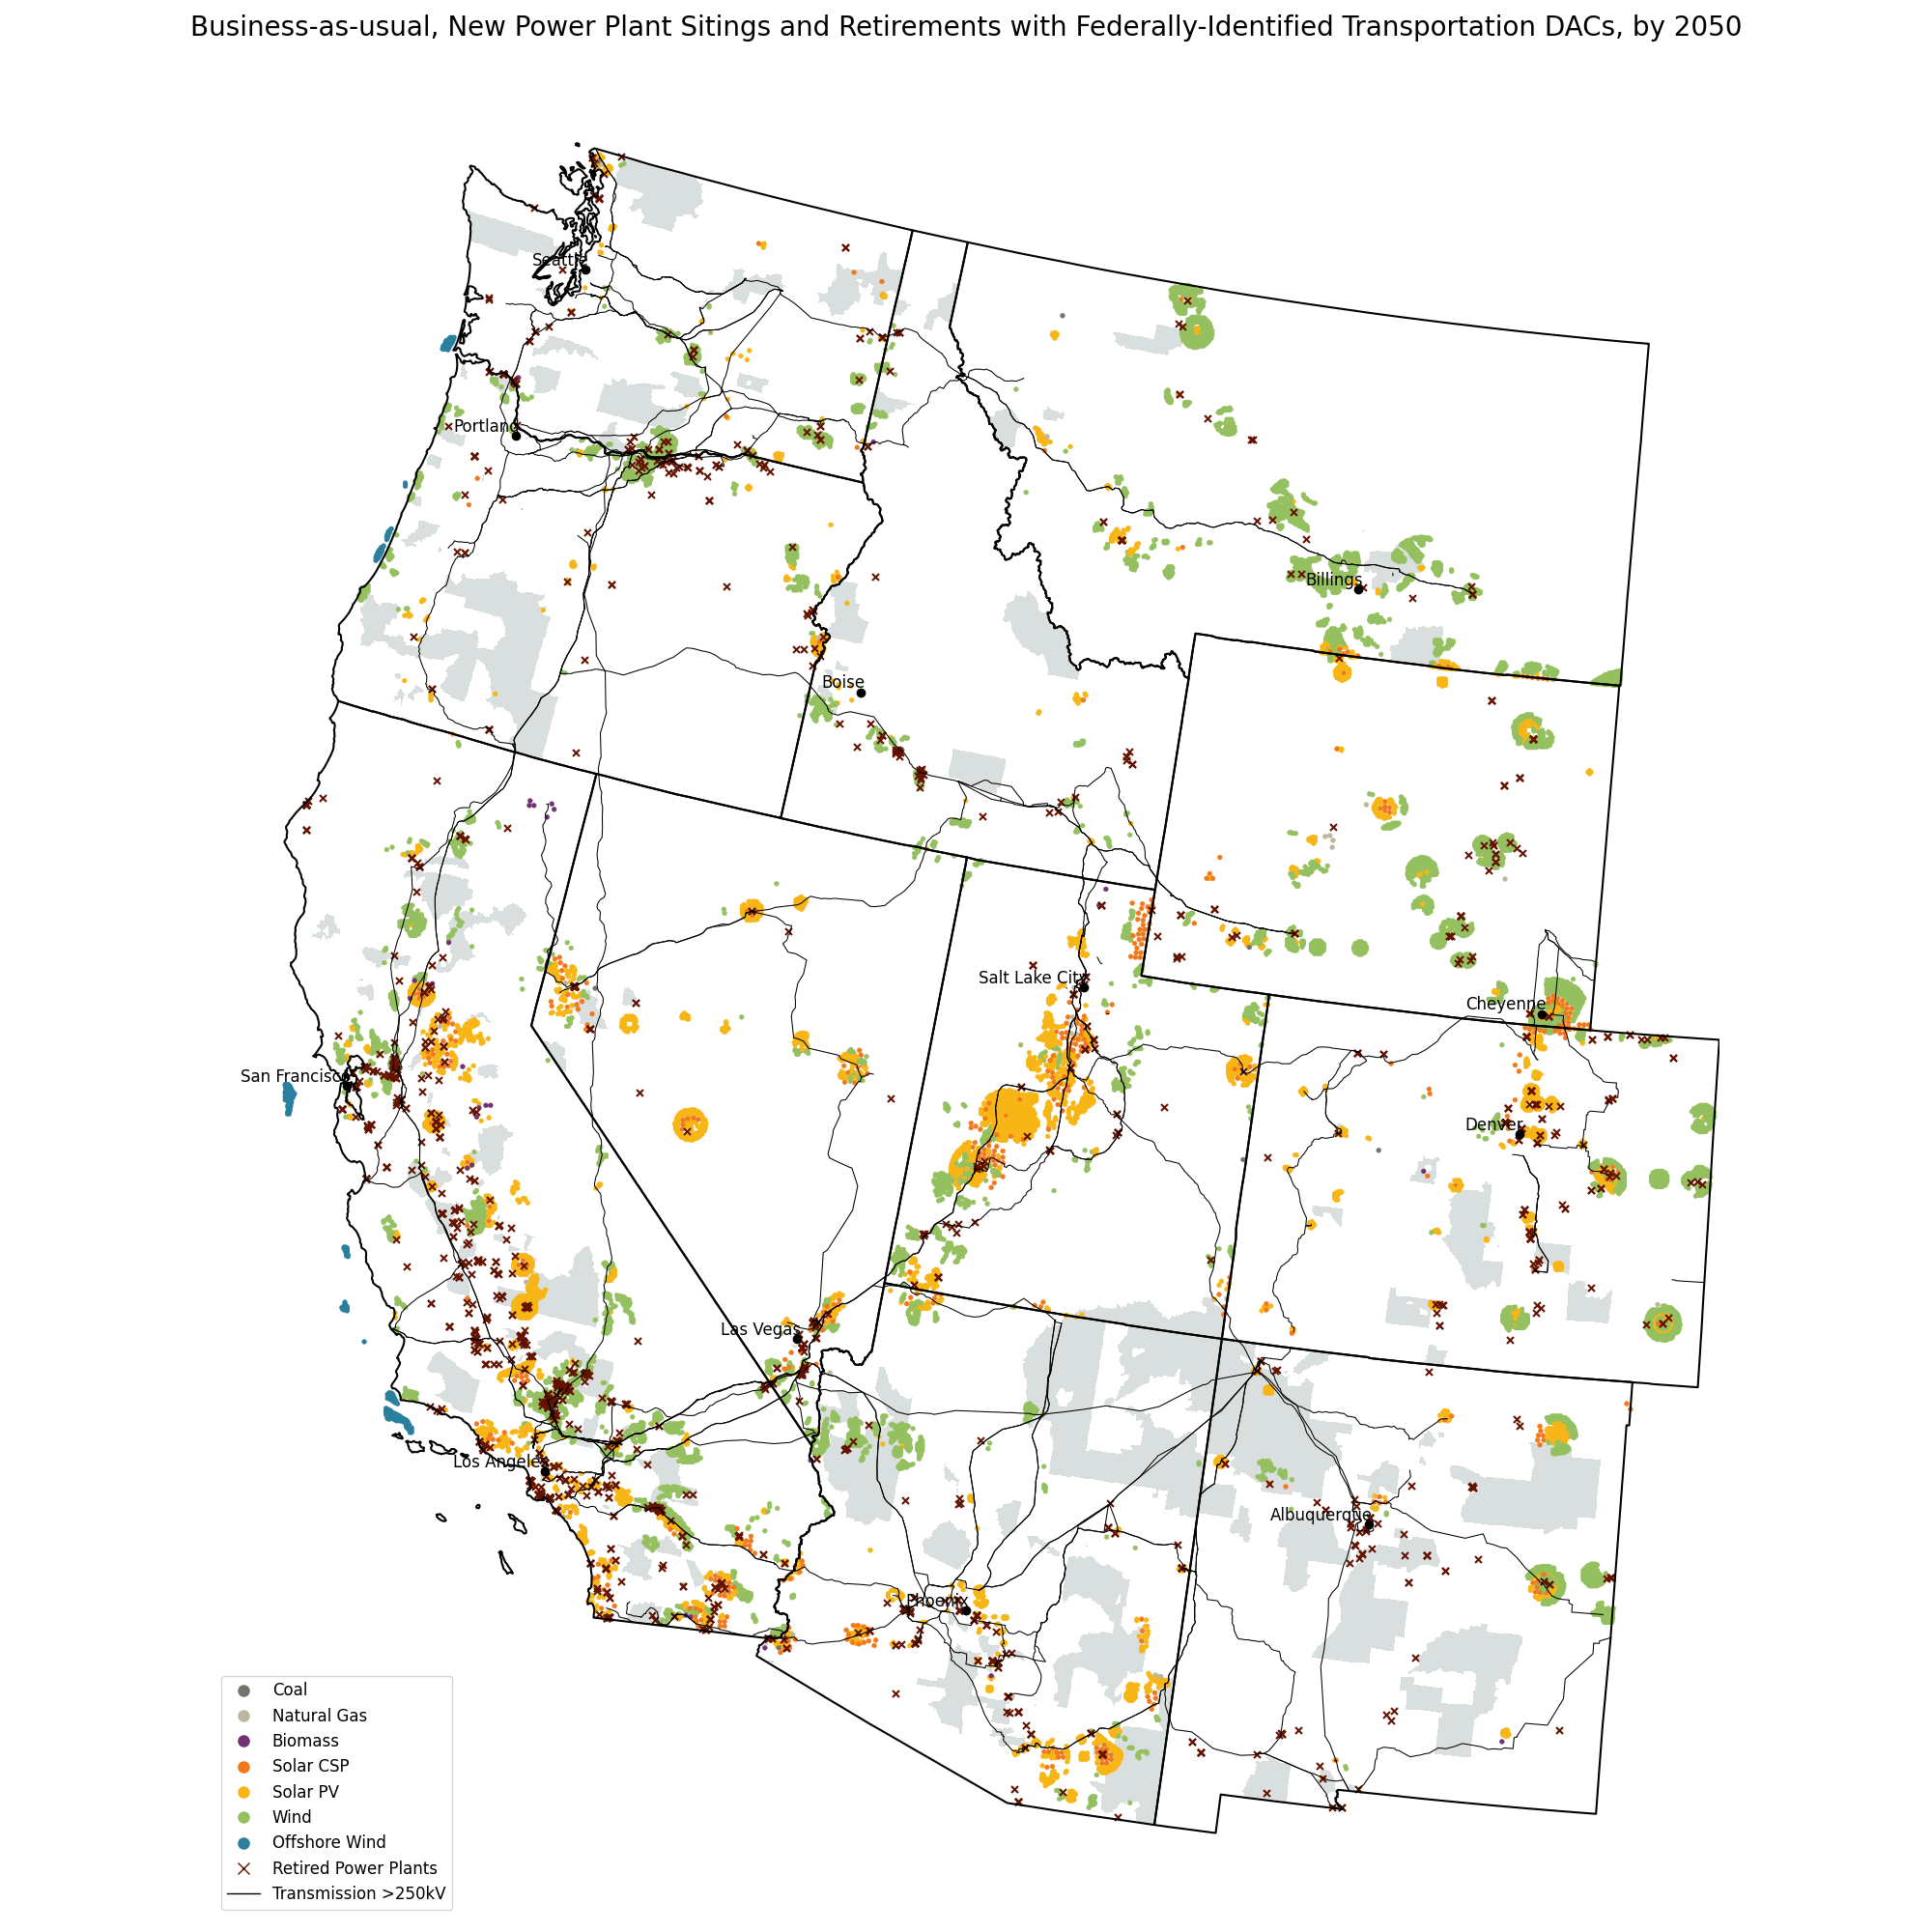 Business-as-usual, New Power Plant Sitings and Retirements with Federally-Identified Transportation DACs, by 2050
Seattle
Portland
Billings
Boise
Salt Lake City
Cheyenne
San Francisco
Denver
Las Vegas
Los Angeles
Albuquerque
Phoenix
Coal
Natural Gas
Biomass
Solar CSP
Solar PV
Wind
Offshore Wind
Retired Power Plants
Transmission >250kV